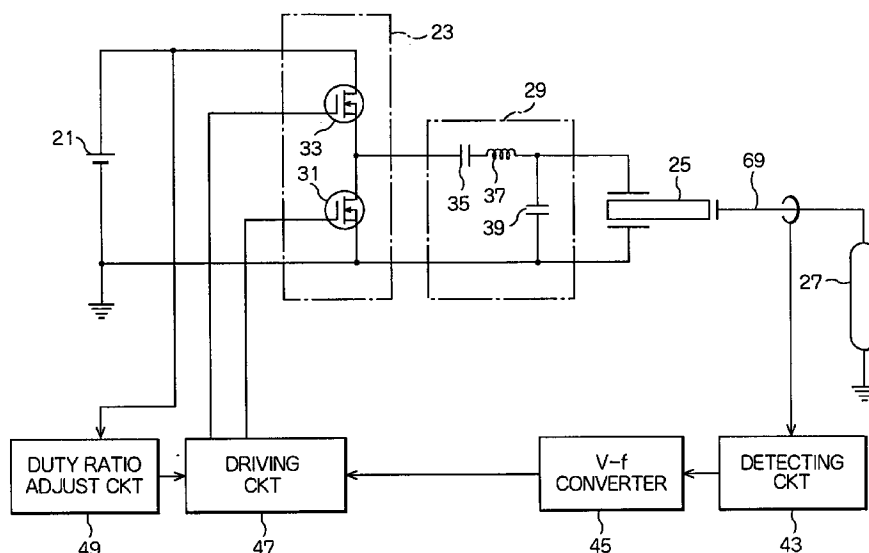 23
29
21
33
31
35
37
39
25
69
27
DUTY RATIO
ADJUST CKT
DRIVING
CKT
V-f
CONVERTER
DETECTING
CKT
49
47
45
43